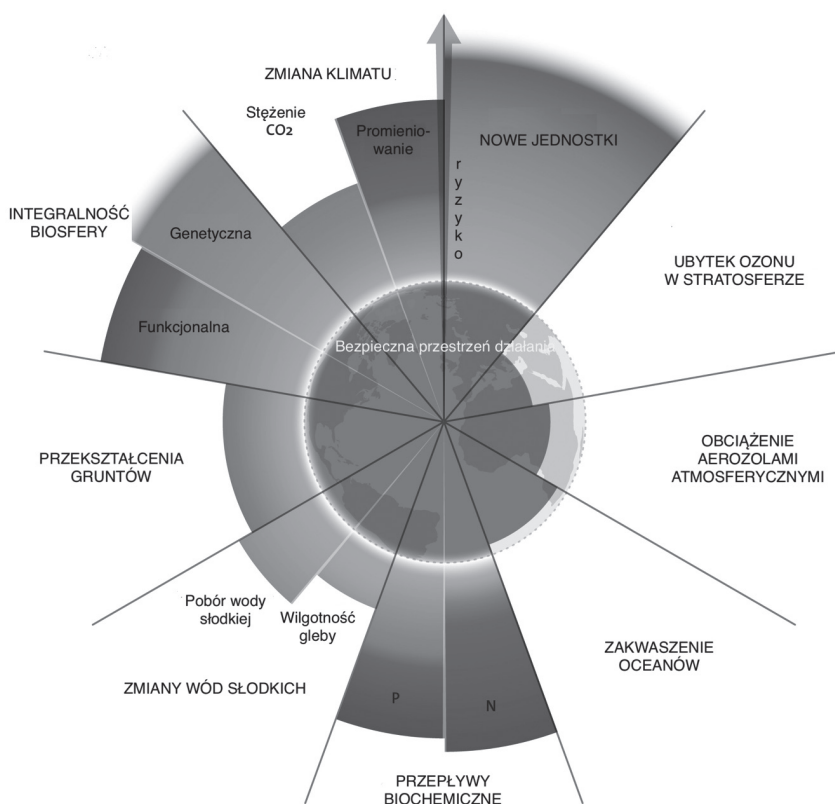 ZMIANA KLIMATU
Stężenie
CO2
Promienio-
wanie
NOWE JEDNOSTKI
ryzyko
INTEGRALNOŚĆ
BIOSFERY
Genetyczna
Funkcjonalna
UBYTEK OZONU
W STRATOSFERZE
Bezpieczna przestrzeń działania
PRZEKSZTAŁCENIA
GRUNTÓW
OBCIĄŻENIE
AEROZOLAMI
ATMOSFERYCZNYMI
Pobór wody
słodkiej
Wilgotność
gleby
ZMIANY WÓD SŁODKICH
P
N
ZAKWASZENIE
OCEANÓW
PRZEPŁYWY
BIOCHEMICZNE